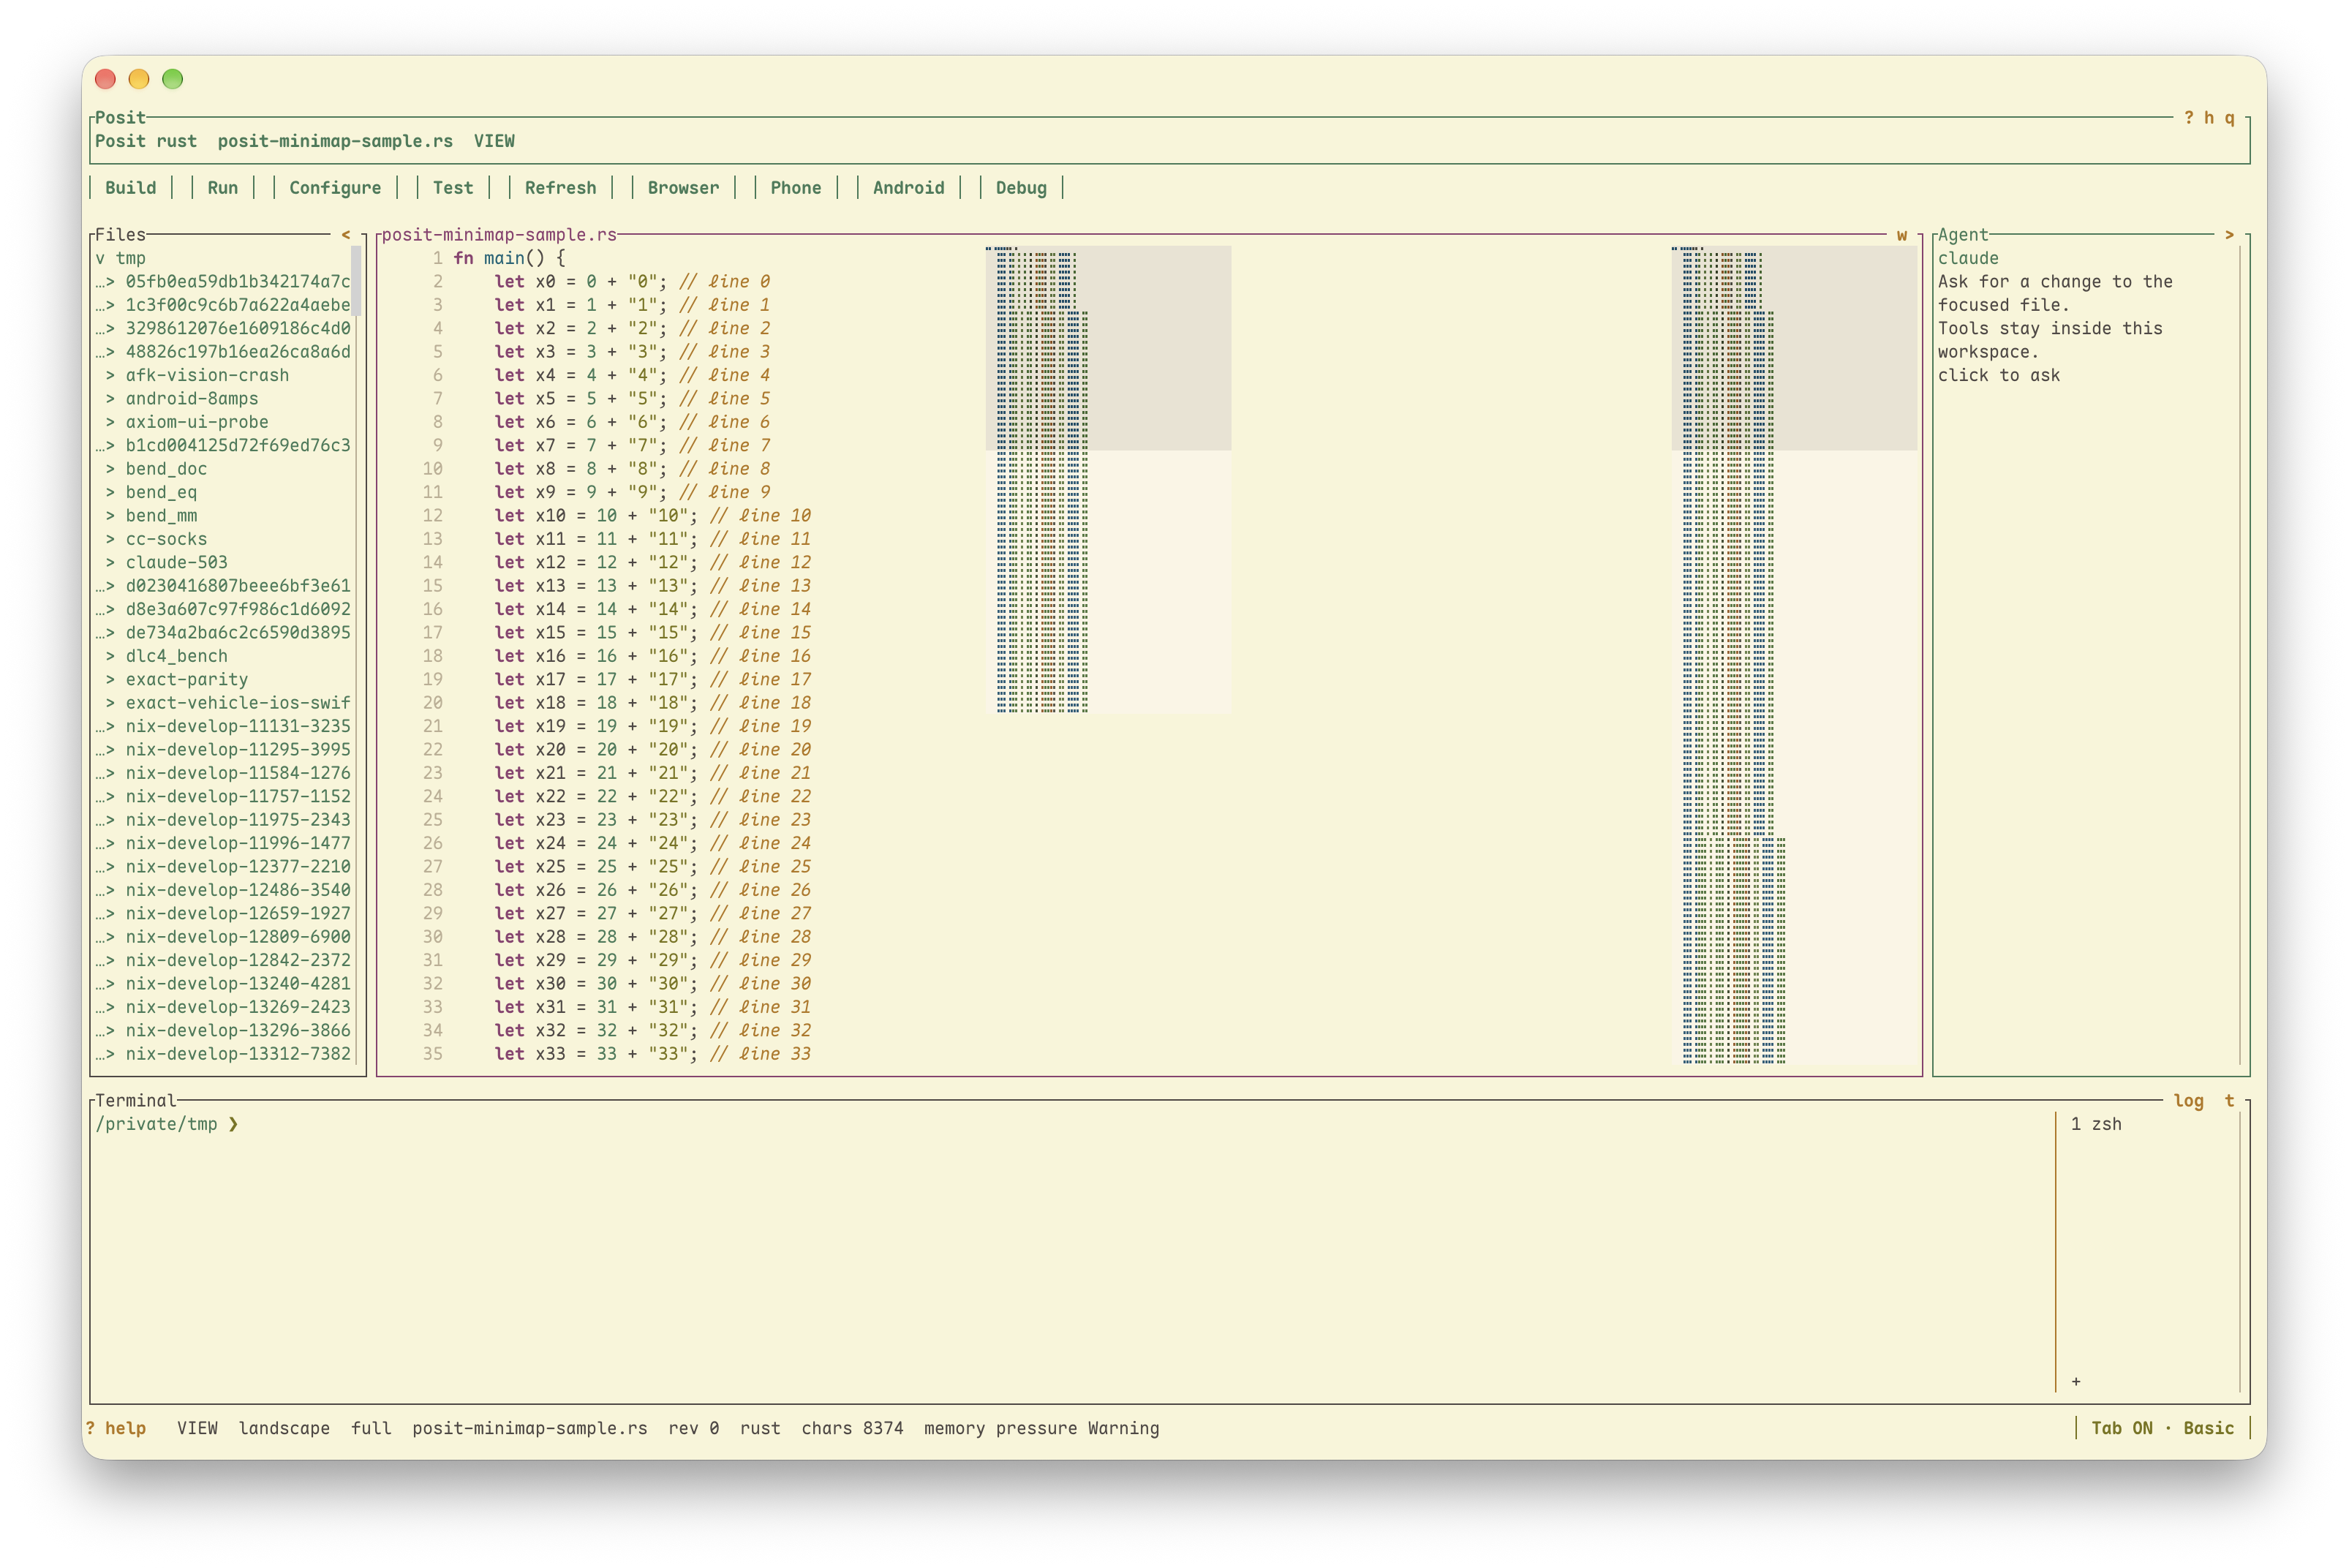 Posit ? h q
Posit rust  posit-minimap-sample.rs  VIEW
Build Run Configure Test Refresh Browser Phone Android Debug
Files <
v tmp
…> 05fb0ea59db1b342174a7c
…> 1c3f00c9c6b7a622a4aebe
…> 3298612076e1609186c4d0
…> 48826c197b16ea26ca8a6d
> afk-vision-crash
> android-8amps
> axiom-ui-probe
…> b1cd004125d72f69ed76c3
> bend_doc
> bend_eq
> bend_mm
> cc-socks
> claude-503
…> d0230416807beee6bf3e61
…> d8e3a607c97f986c1d6092
…> de734a2ba6c2c6590d3895
> dlc4_bench
> exact-parity
> exact-vehicle-ios-swif
…> nix-develop-11131-3235
…> nix-develop-11295-3995
…> nix-develop-11584-1276
…> nix-develop-11757-1152
…> nix-develop-11975-2343
…> nix-develop-11996-1477
…> nix-develop-12377-2210
…> nix-develop-12486-3540
…> nix-develop-12659-1927
…> nix-develop-12809-6900
…> nix-develop-12842-2372
…> nix-develop-13240-4281
…> nix-develop-13269-2423
…> nix-develop-13296-3866
…> nix-develop-13312-7382
posit-minimap-sample.rs w
1 fn main() {
2     let x0 = 0 + "0"; // line 0
3     let x1 = 1 + "1"; // line 1
4     let x2 = 2 + "2"; // line 2
5     let x3 = 3 + "3"; // line 3
6     let x4 = 4 + "4"; // line 4
7     let x5 = 5 + "5"; // line 5
8     let x6 = 6 + "6"; // line 6
9     let x7 = 7 + "7"; // line 7
10     let x8 = 8 + "8"; // line 8
11     let x9 = 9 + "9"; // line 9
12     let x10 = 10 + "10"; // line 10
13     let x11 = 11 + "11"; // line 11
14     let x12 = 12 + "12"; // line 12
15     let x13 = 13 + "13"; // line 13
16     let x14 = 14 + "14"; // line 14
17     let x15 = 15 + "15"; // line 15
18     let x16 = 16 + "16"; // line 16
19     let x17 = 17 + "17"; // line 17
20     let x18 = 18 + "18"; // line 18
21     let x19 = 19 + "19"; // line 19
22     let x20 = 20 + "20"; // line 20
23     let x21 = 21 + "21"; // line 21
24     let x22 = 22 + "22"; // line 22
25     let x23 = 23 + "23"; // line 23
26     let x24 = 24 + "24"; // line 24
27     let x25 = 25 + "25"; // line 25
28     let x26 = 26 + "26"; // line 26
29     let x27 = 27 + "27"; // line 27
30     let x28 = 28 + "28"; // line 28
31     let x29 = 29 + "29"; // line 29
32     let x30 = 30 + "30"; // line 30
33     let x31 = 31 + "31"; // line 31
34     let x32 = 32 + "32"; // line 32
35     let x33 = 33 + "33"; // line 33
Agent >
claude
Ask for a change to the
focused file.
Tools stay inside this
workspace.
click to ask
Terminal log t
/private/tmp ❯
1 zsh
+
? help  VIEW  landscape  full  posit-minimap-sample.rs  rev 0  rust  chars 8374  memory pressure Warning
Tab ON · Basic